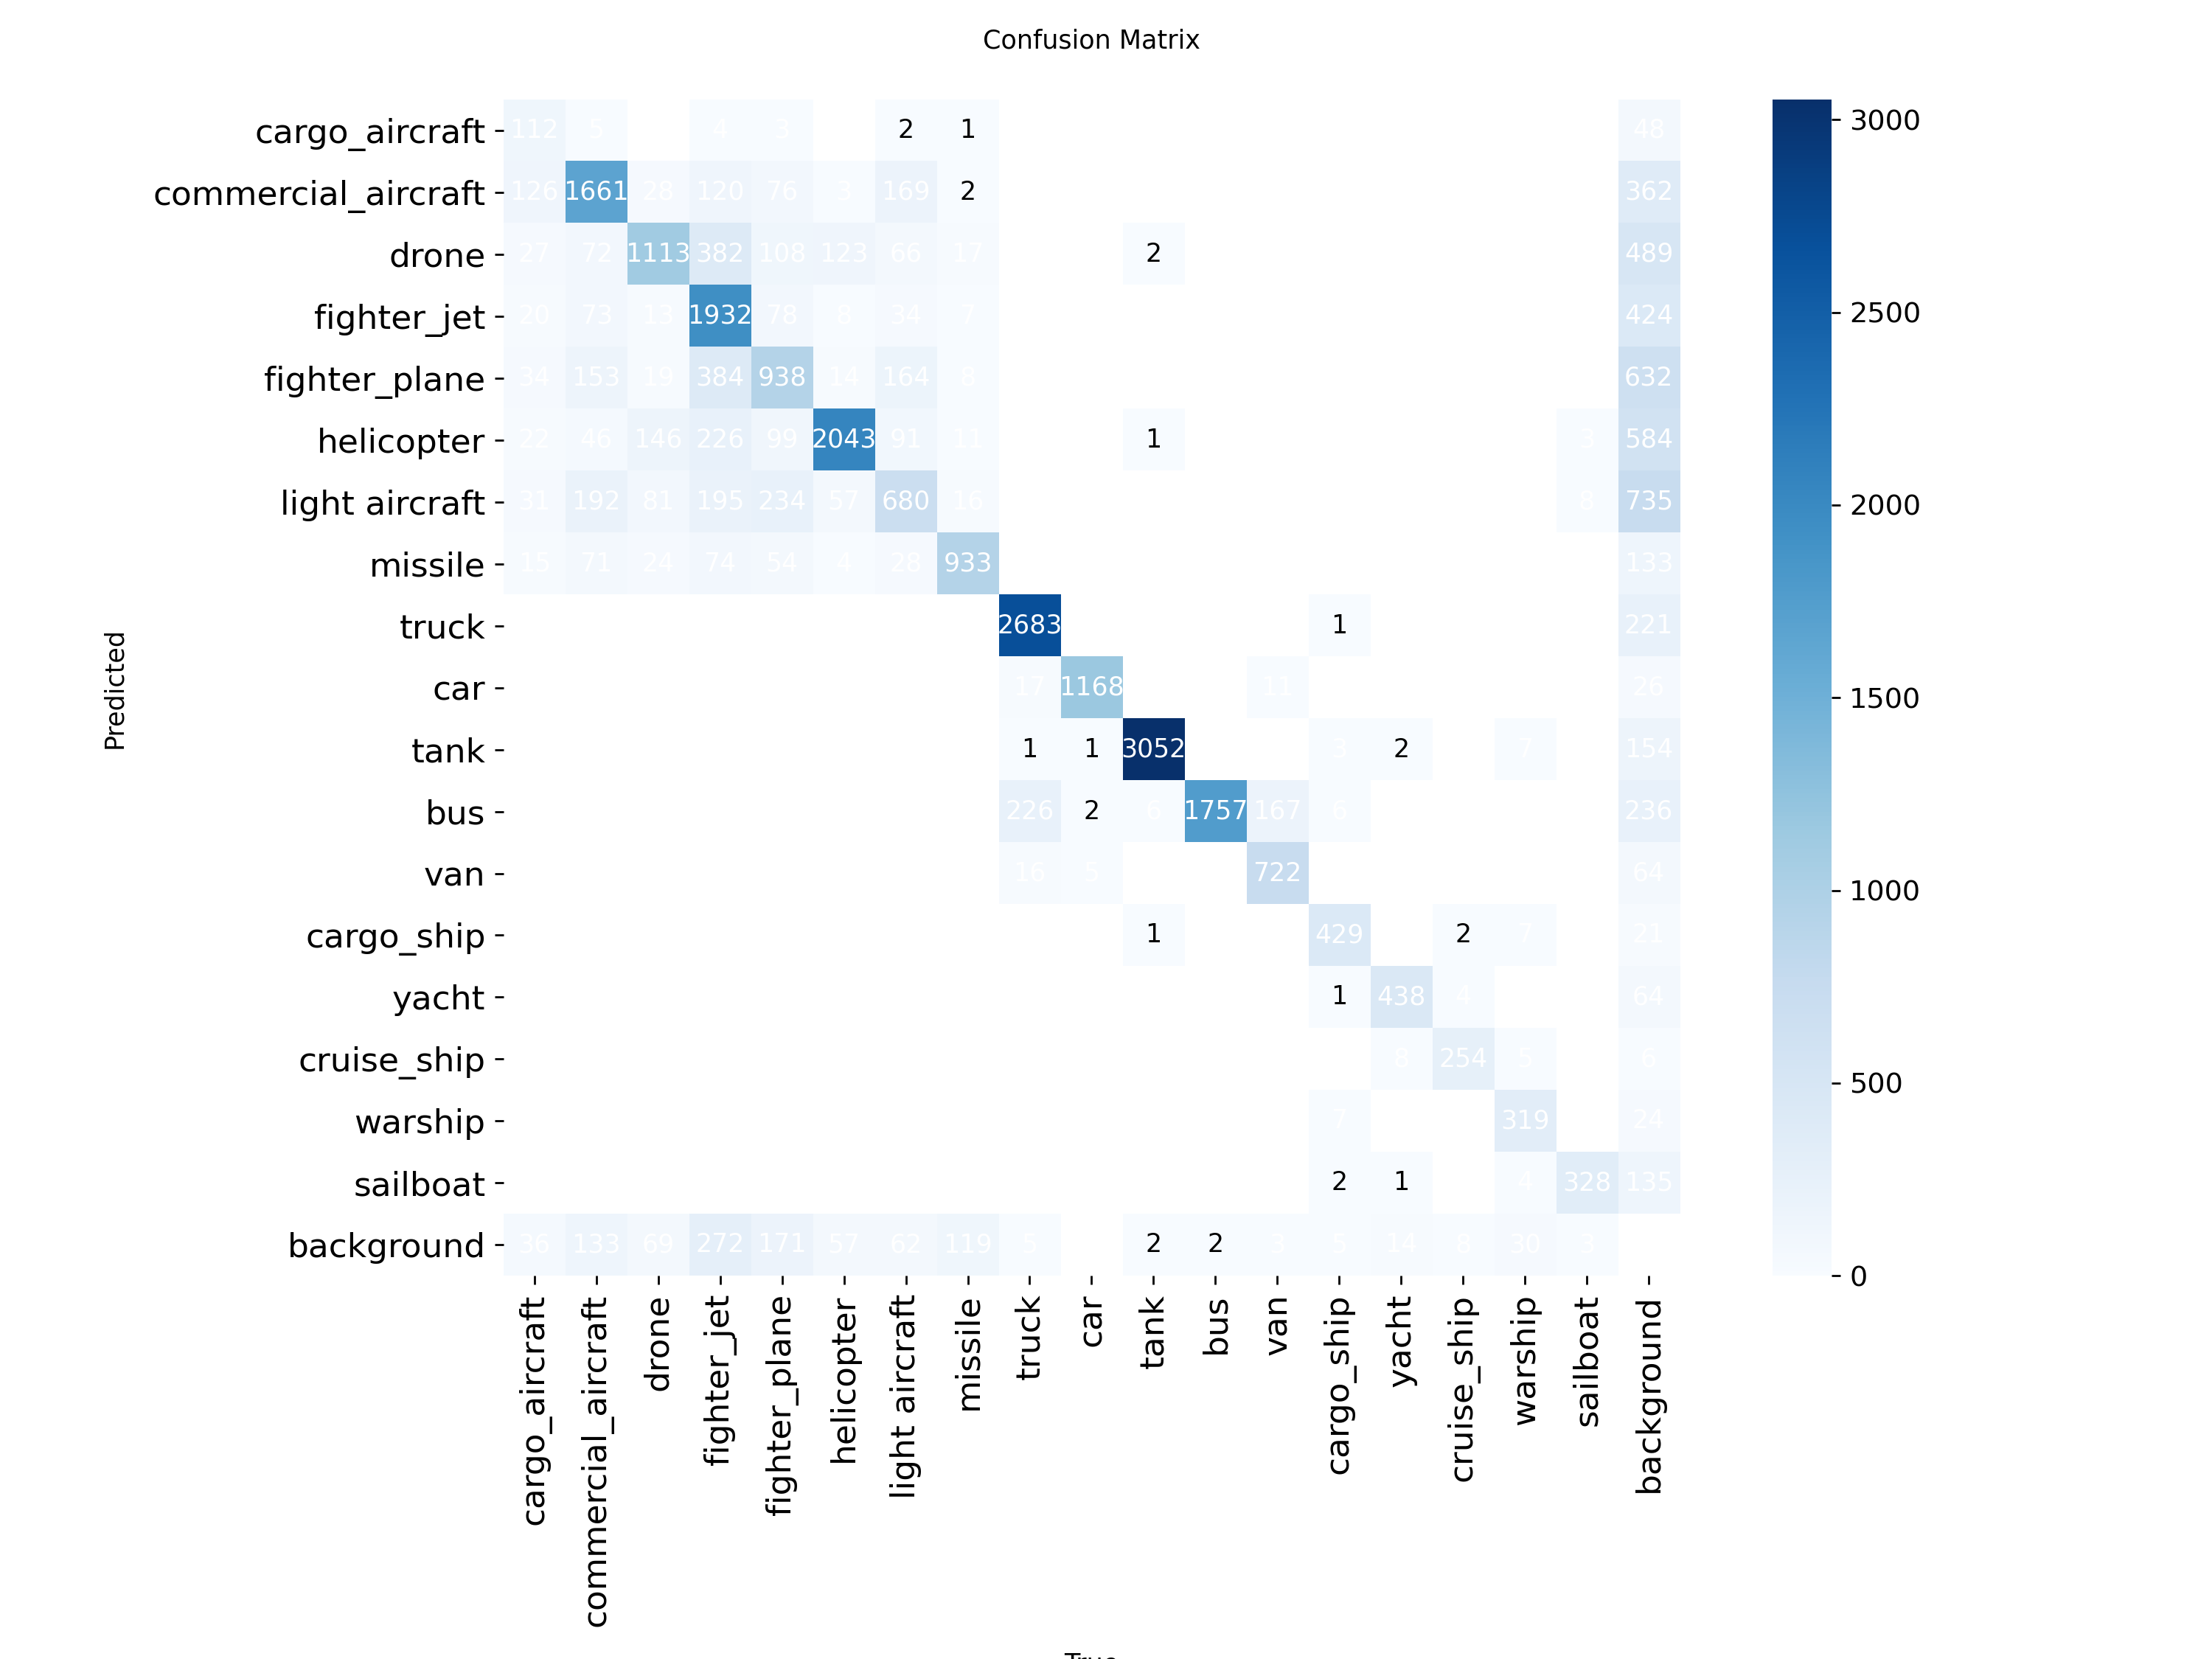 Confusion Matrix
cargo_aircraft 112 5 4 3 2 1 48
commercial_aircraft 126 1661 28 120 76 3 169 2 362
drone 27 72 1113 382 108 123 66 17 2 489
fighter_jet 20 73 13 1932 78 8 34 7 424
fighter_plane 34 153 19 384 938 14 164 8 632
helicopter 22 46 146 226 99 2043 91 11 1 3 584
light aircraft 31 192 81 195 234 57 680 16 8 735
missile 15 71 24 74 54 4 28 933 133
truck 2683 1 221
car 17 1168 11 26
tank 1 1 3052 3 2 7 154
bus 226 2 6 1757 167 6 236
van 16 5 722 64
cargo_ship 1 429 2 7 21
yacht 1 438 4 64
cruise_ship 8 254 5 6
warship 7 319 24
sailboat 2 1 4 328 135
background 36 133 69 272 171 57 62 119 5 2 2 3 5 14 8 30 3
Predicted
cargo_aircraft
commercial_aircraft
drone
fighter_jet
fighter_plane
helicopter
light aircraft
missile
truck
car
tank
bus
van
cargo_ship
yacht
cruise_ship
warship
sailboat
background
True
3000
2500
2000
1500
1000
500
0